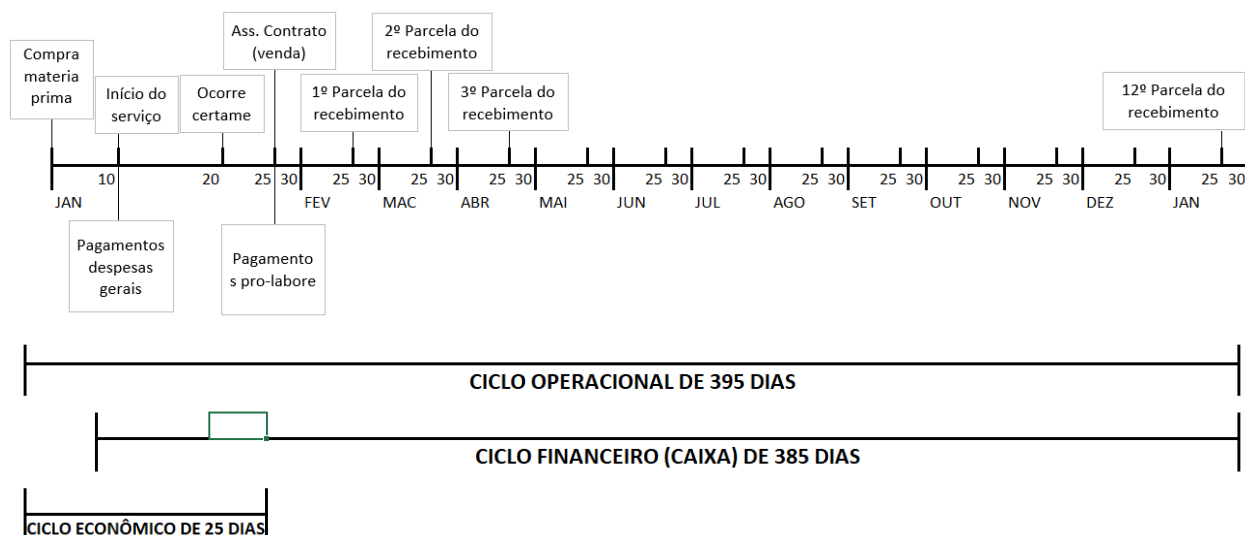 Compra
materia
prima
Início do
serviço
Ocorre
certame
Ass. Contrato
(venda)
1º Parcela do
recebimento
2º Parcela do
recebimento
3º Parcela do
recebimento
12º Parcela do
recebimento
10 20 25 30 25 30 25 30 25 30 25 30 25 30 25 30 25 30 25 30 25 30 25 30 25 30 25 30
JAN FEV MAC ABR MAI JUN JUL AGO SET OUT NOV DEZ JAN
Pagamentos
despesas
gerais
Pagamento
s pro-labore
CICLO OPERACIONAL DE 395 DIAS
CICLO FINANCEIRO (CAIXA) DE 385 DIAS
CICLO ECONÔMICO DE 25 DIAS